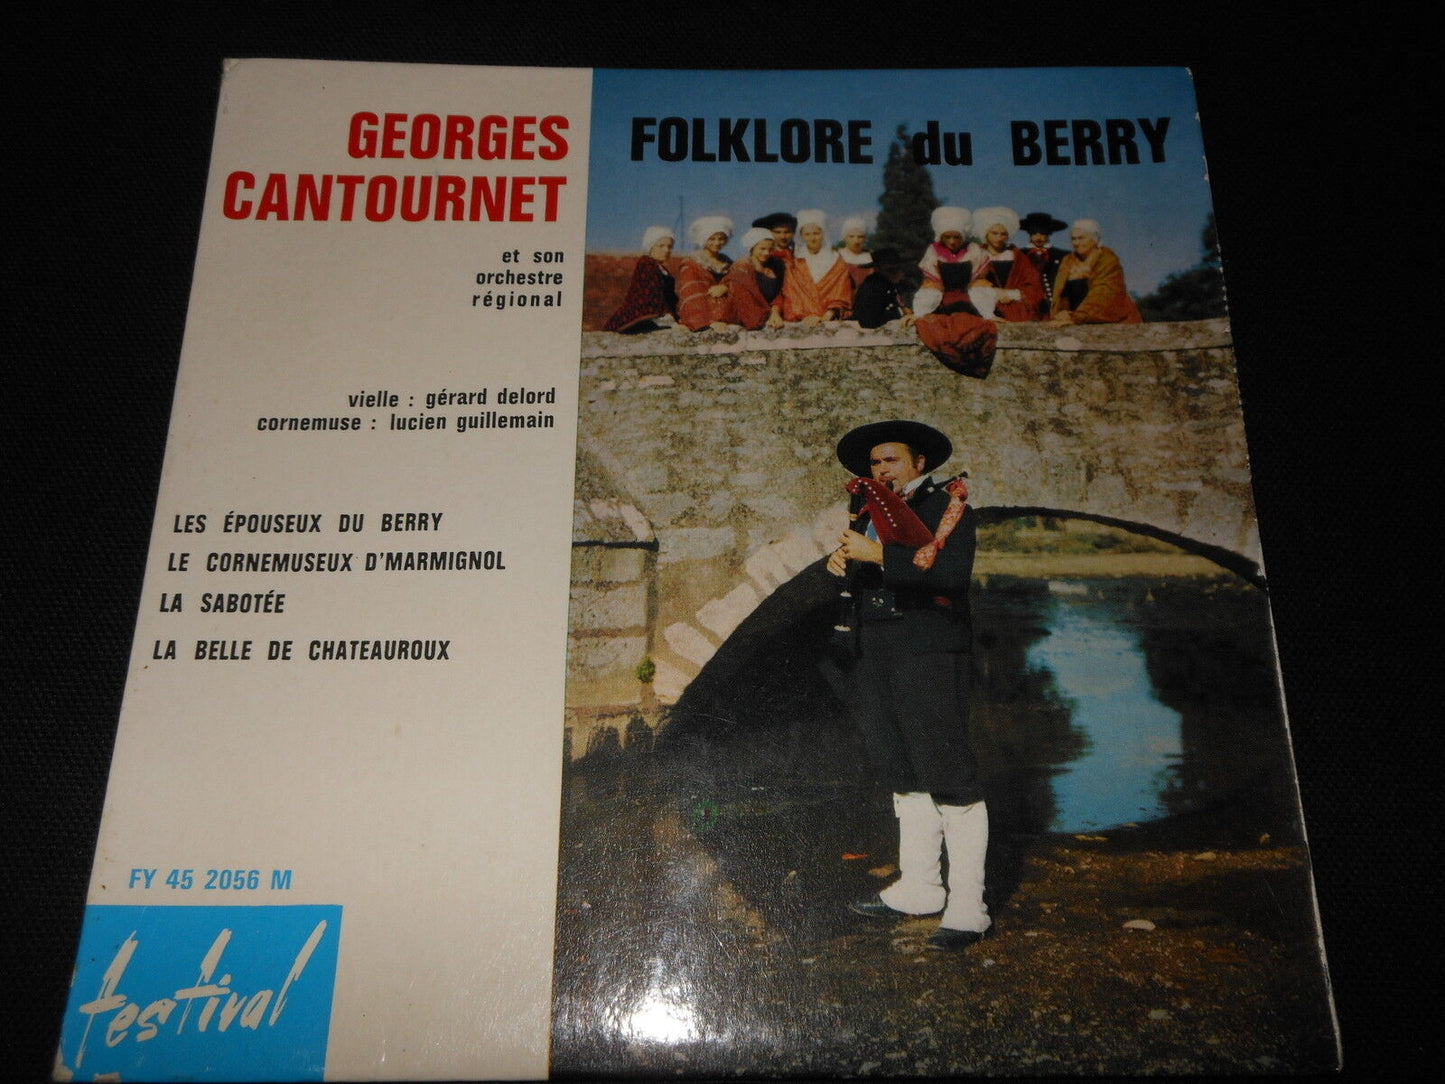 GEORGES
CANTOURNET
et son
orchestre
régional
vielle : gérard delord
cornemuse : lucien guillemain
LES ÉPOUSEUX DU BERRY
LE CORNEMUSEUX D'MARMIGNOL
LA SABOTÉE
LA BELLE DE CHATEAUROUX
FY 45 2056 M
festival
FOLKLORE du BERRY